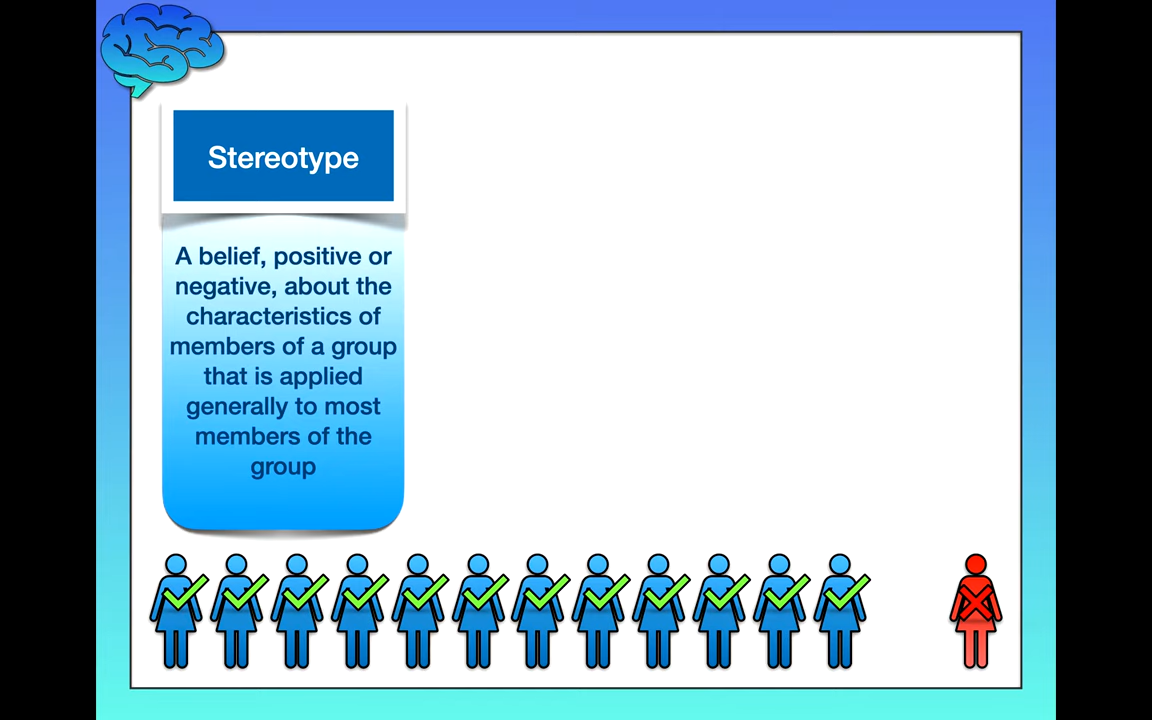 Stereotype
A belief, positive or
negative, about the
characteristics of
members of a group
that is applied
generally to most
members of the
group